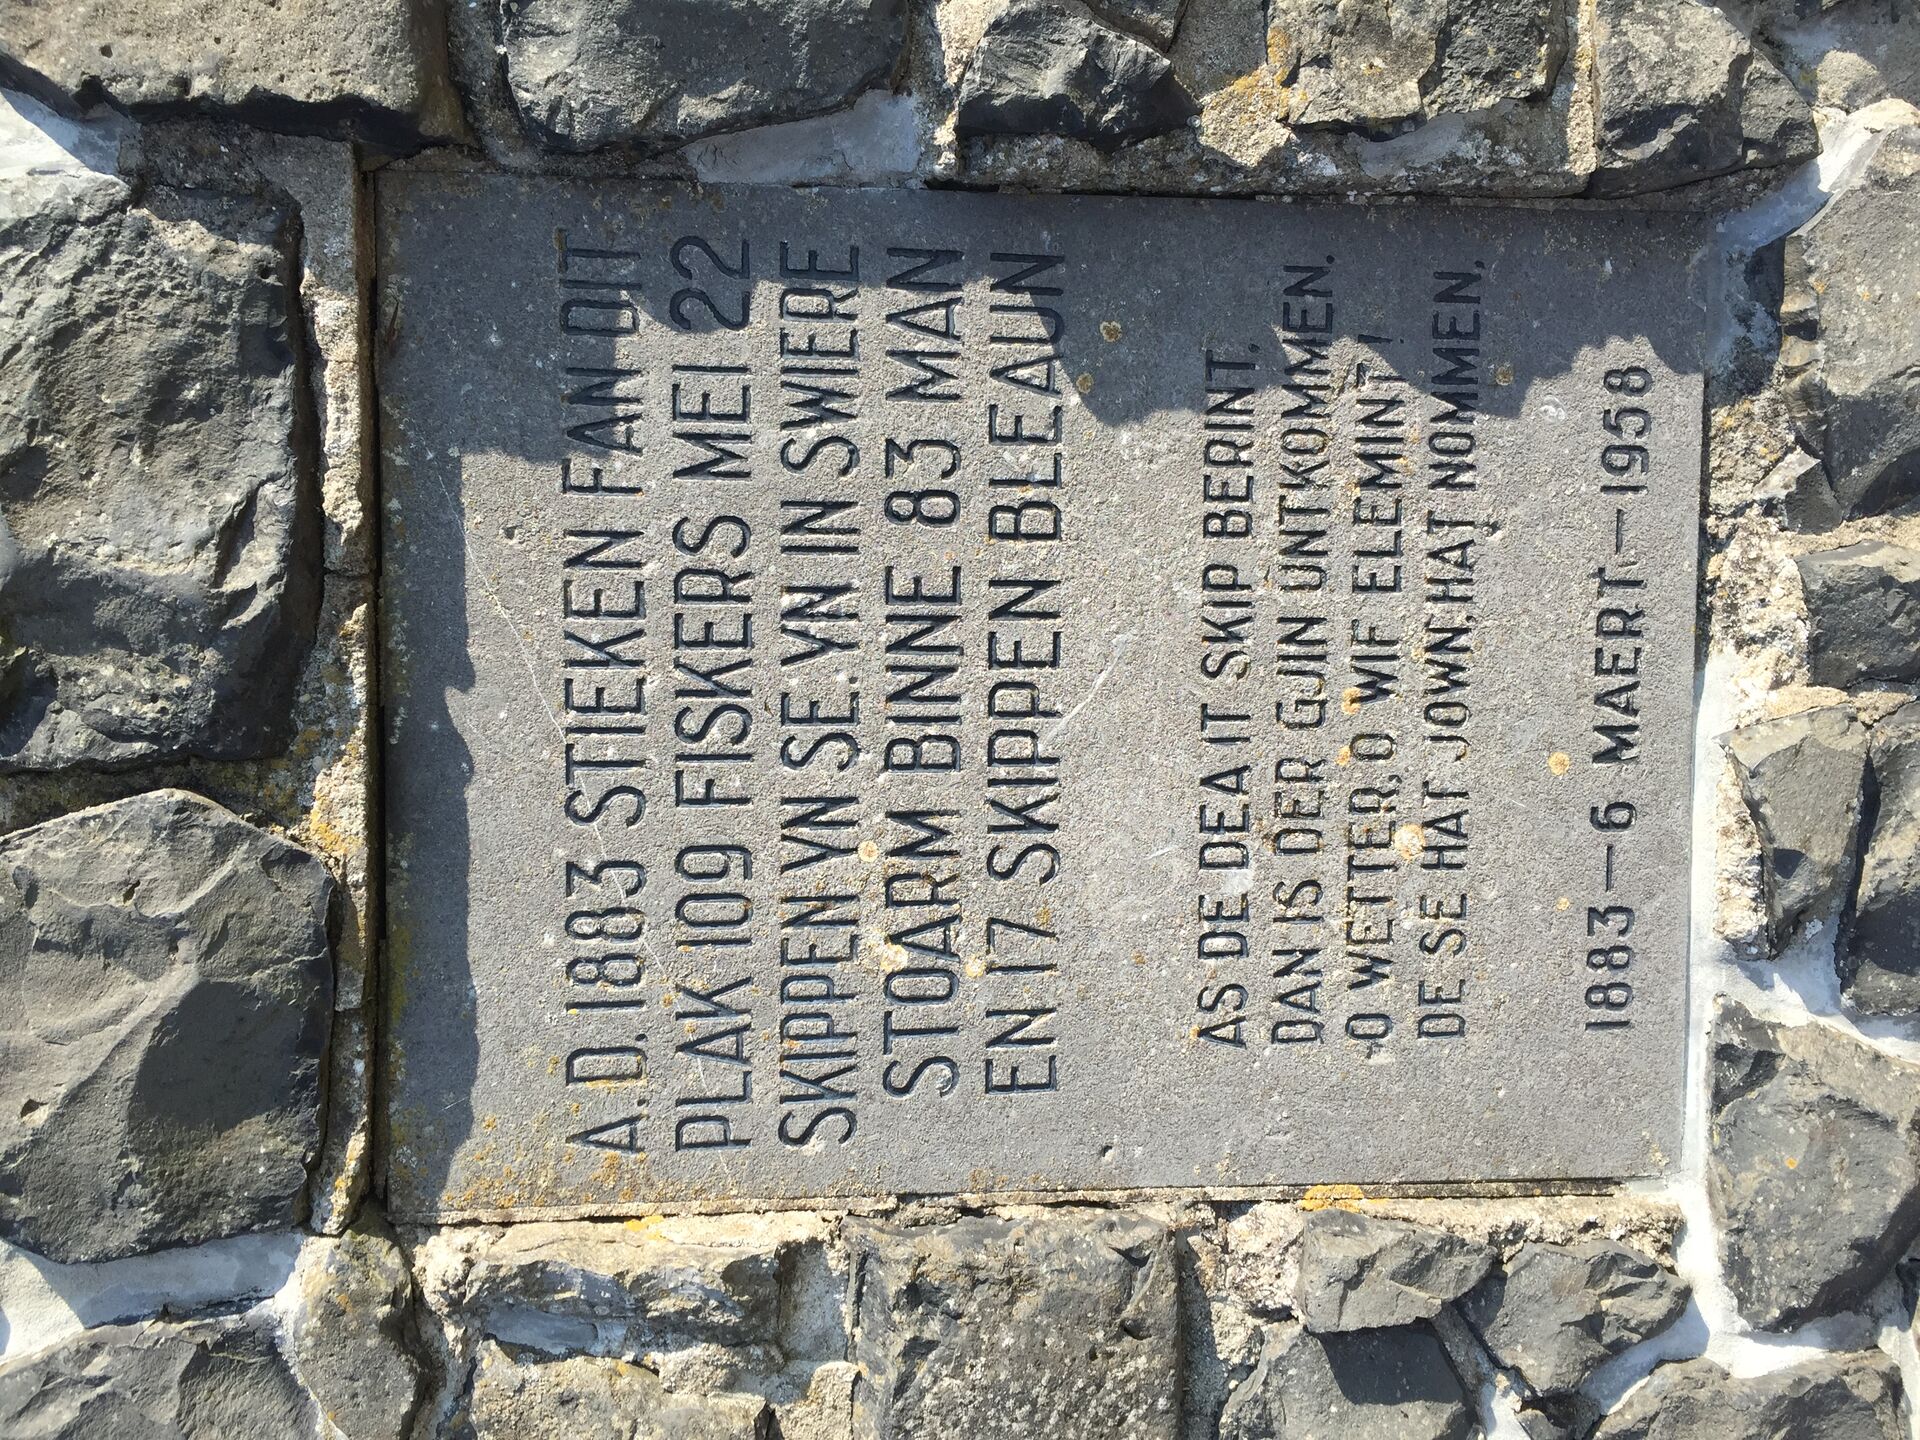 A.D. 1883 STIEKEN FAN DIT
PLAK 109 FISKERS MEI 22
SKIPPEN YN SE. YN IN SWIERE
STOARM BINNE 83 MAN
EN 17 SKIPPEN BLEAUN
AS DE DEA IT SKIP BERINT,
DAN IS DER GJIN ÛNTKOMMEN.
O WETTER, O WIF ELEMINT,
DE SE HAT JOWN, HAT NOMMEN,
1883 — 6 MAERT — 1958